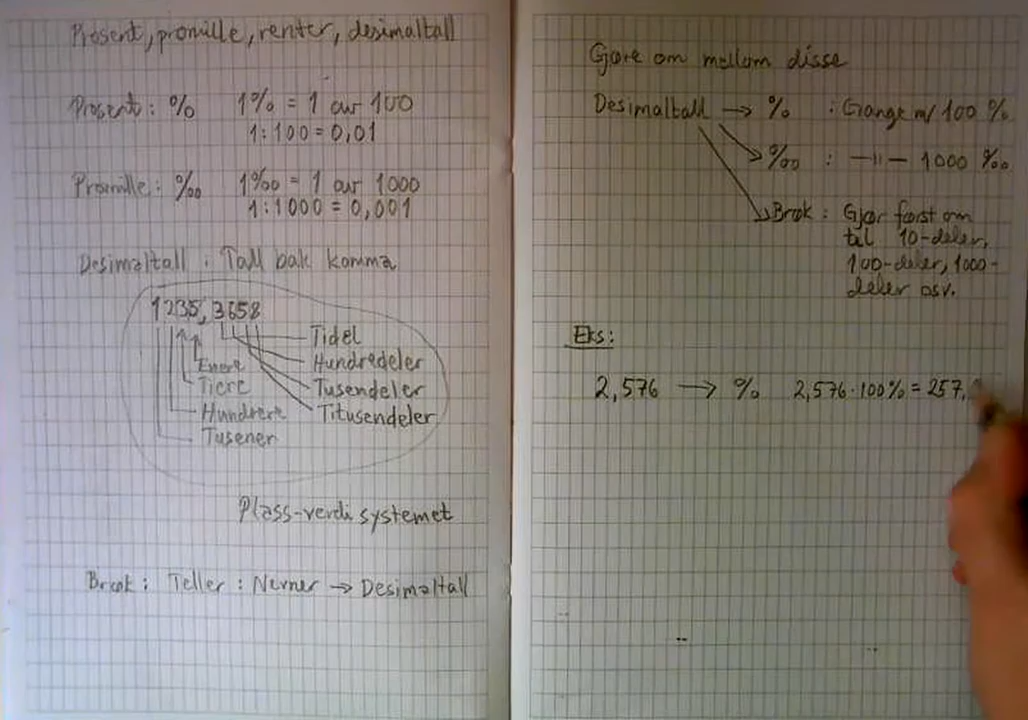 Prosent, promille, renter, desimaltall
Prosent: % 1% = 1 av 100
1:100 = 0,01
Promille: ‰ 1‰ = 1 av 1000
1:1000 = 0,001
Desimaltall : Tall bak komma
1235,3658
Tidel
Hundredeler
Tusendeler
Titusendeler
Enere
Tiere
Hundrere
Tusener
Plass-verdi systemet
Brøk: Teller : Nevner → Desimaltall
Gjøre om mellom disse
Desimaltall → % : Gange m/ 100 %
‰ : —"— 1000 ‰
Brøk : Gjør først om
til 10-deler,
100-deler, 1000-
deler osv.
Eks:
2,576 → % 2,576·100% = 257,